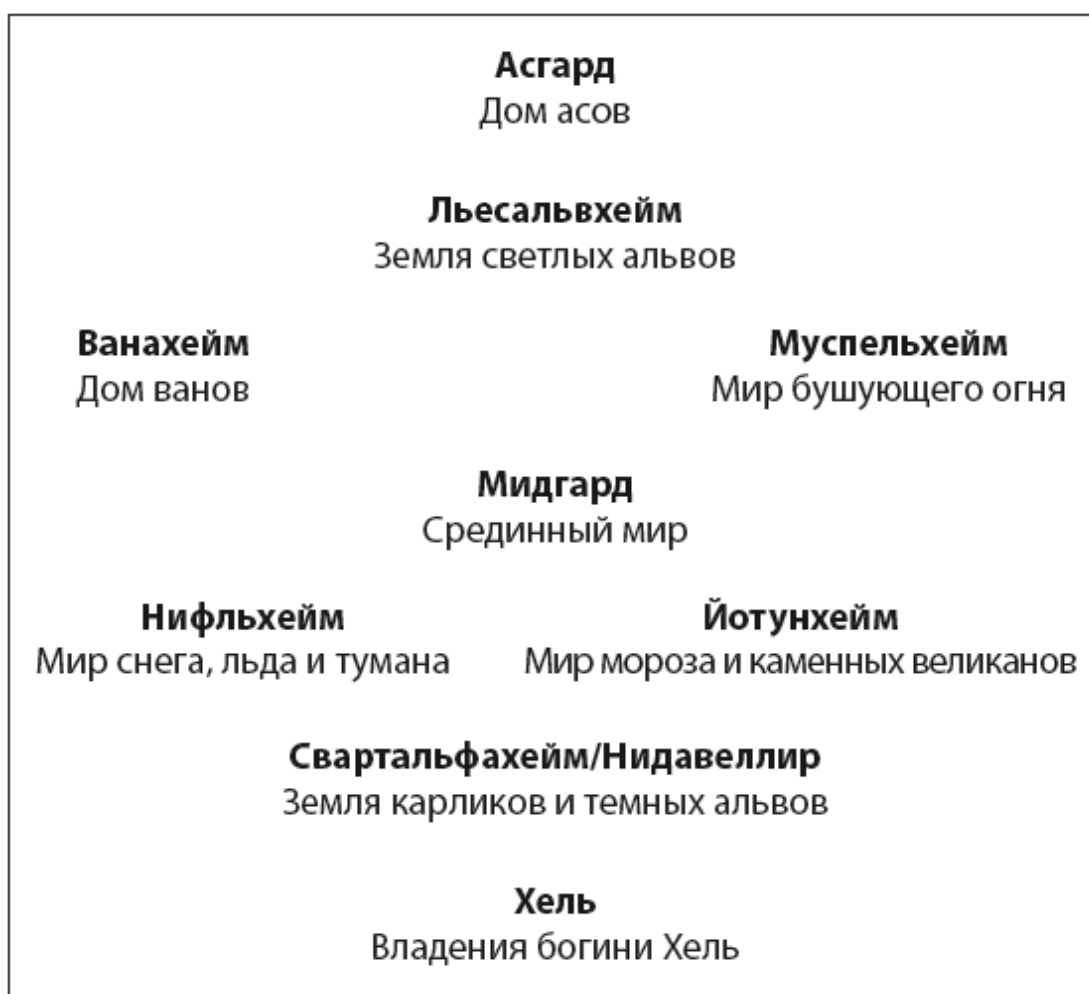 Асгард
Дом асов
Льесальвхейм
Земля светлых альвов
Ванахейм
Дом ванов
Муспельхейм
Мир бушующего огня
Мидгард
Срединный мир
Нифльхейм
Мир снега, льда и тумана
Йотунхейм
Мир мороза и каменных великанов
Свартальфахейм/Нидавеллир
Земля карликов и темных альвов
Хель
Владения богини Хель